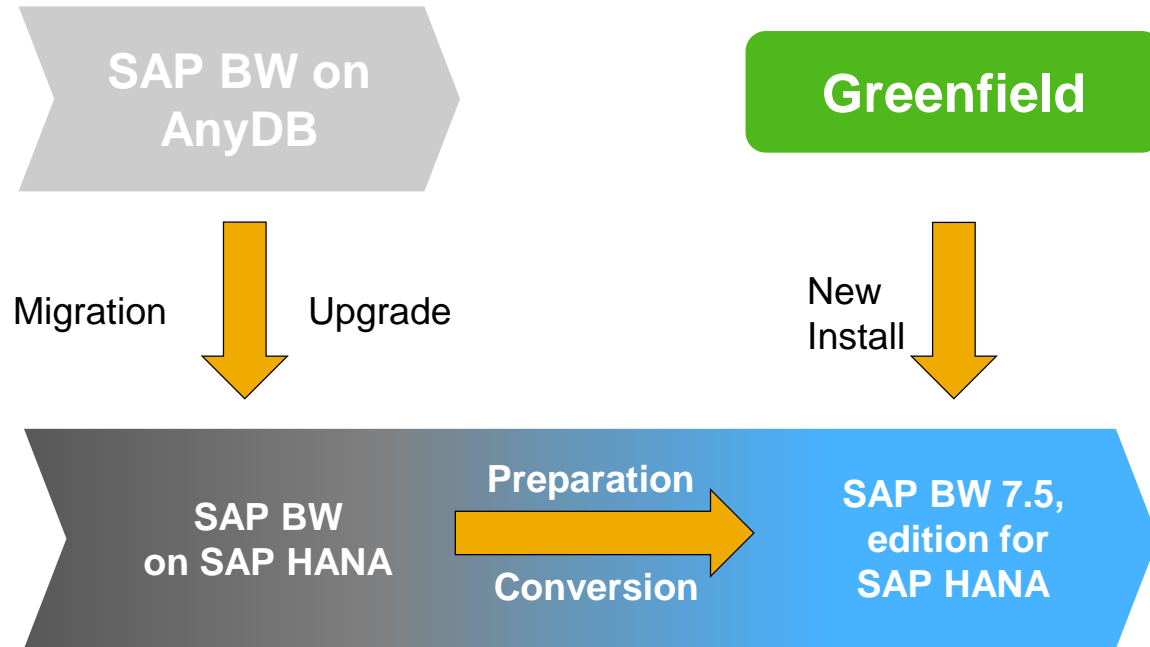 SAP BW on
AnyDB
Greenfield
Migration
Upgrade
New
Install
SAP BW
on SAP HANA
Preparation
Conversion
SAP BW 7.5,
edition for
SAP HANA